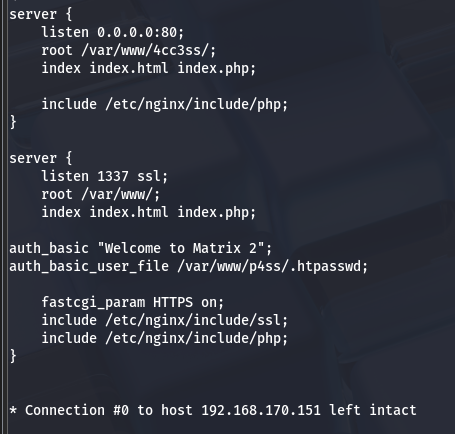 server {
    listen 0.0.0.0:80;
    root /var/www/4cc3ss/;
    index index.html index.php;

    include /etc/nginx/include/php;
}

server {
    listen 1337 ssl;
    root /var/www/;
    index index.html index.php;

auth_basic "Welcome to Matrix 2";
auth_basic_user_file /var/www/p4ss/.htpasswd;

    fastcgi_param HTTPS on;
    include /etc/nginx/include/ssl;
    include /etc/nginx/include/php;
}

* Connection #0 to host 192.168.170.151 left intact